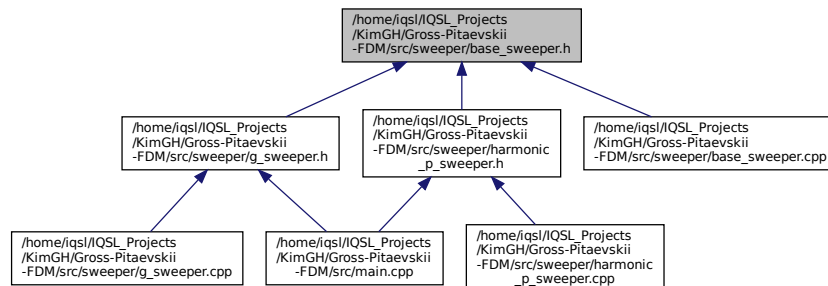 /home/iqsl/IQSL_Projects
/KimGH/Gross-Pitaevskii
-FDM/src/sweeper/base_sweeper.h
/home/iqsl/IQSL_Projects
/KimGH/Gross-Pitaevskii
-FDM/src/sweeper/g_sweeper.h
/home/iqsl/IQSL_Projects
/KimGH/Gross-Pitaevskii
-FDM/src/sweeper/harmonic
_p_sweeper.h
/home/iqsl/IQSL_Projects
/KimGH/Gross-Pitaevskii
-FDM/src/sweeper/base_sweeper.cpp
/home/iqsl/IQSL_Projects
/KimGH/Gross-Pitaevskii
-FDM/src/sweeper/g_sweeper.cpp
/home/iqsl/IQSL_Projects
/KimGH/Gross-Pitaevskii
-FDM/src/main.cpp
/home/iqsl/IQSL_Projects
/KimGH/Gross-Pitaevskii
-FDM/src/sweeper/harmonic
_p_sweeper.cpp